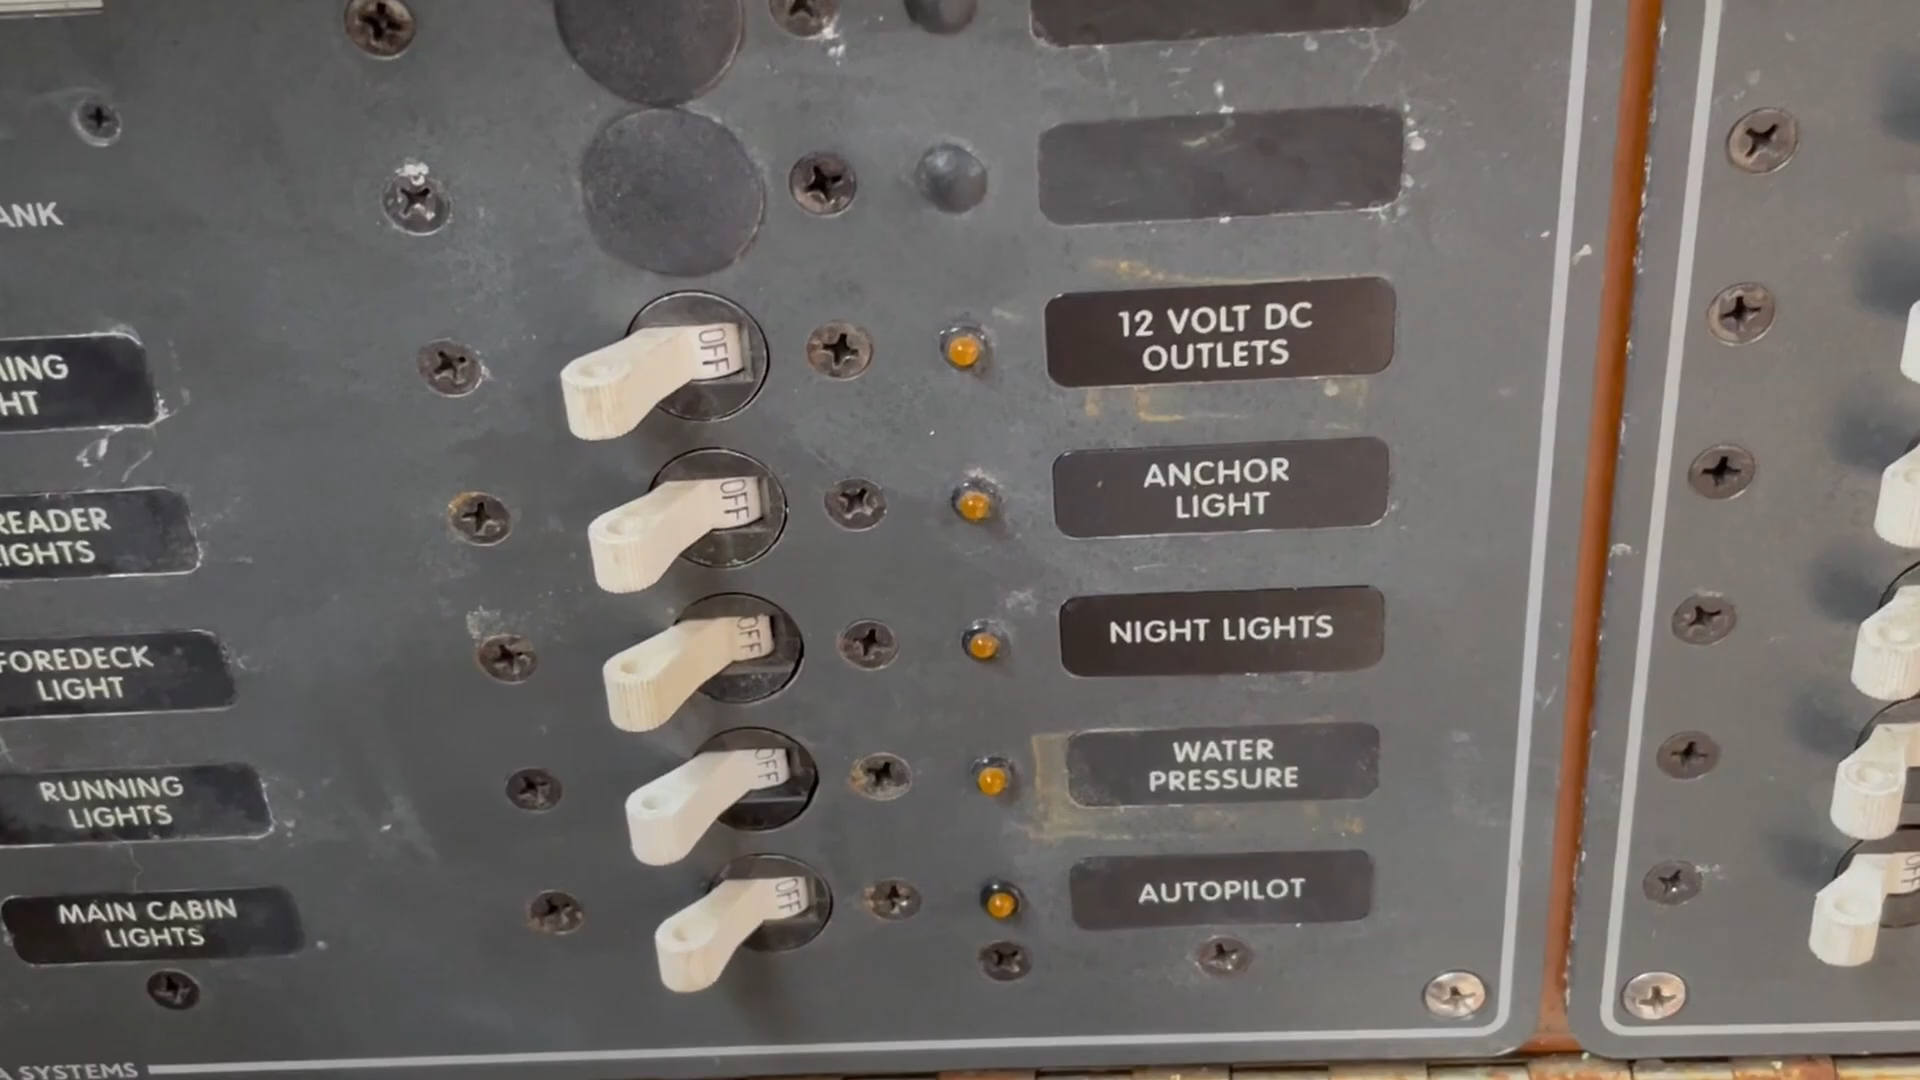 12 VOLT DC
OUTLETS
OFF
ANCHOR
LIGHT
OFF
LIGHTS
NIGHT LIGHTS
OFF
FOREDECK
LIGHT
WATER
PRESSURE
OFF
RUNNING
LIGHTS
AUTOPILOT
OFF
MAIN CABIN
LIGHTS
SYSTEMS